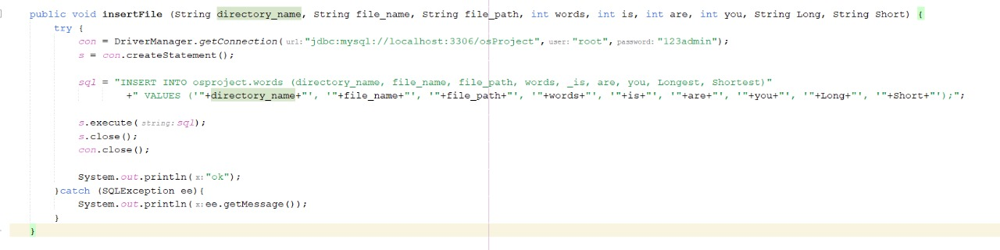 public void insertFile (String directory_name, String file_name, String file_path, int words, int is, int are, int you, String Long, String Short) {
try {
con = DriverManager.getConnection( url: "jdbc:mysql://localhost:3306/osProject", user: "root", password: "123admin");
s = con.createStatement();
sql = "INSERT INTO osproject.words (directory_name, file_name, file_path, words, _is, are, you, Longest, Shortest)"
+" VALUES ('"+directory_name+"', '"+file_name+"', '"+file_path+"', '"+words+"', '"+is+"', '"+are+"', '"+you+"', '"+Long+"', '"+Short+"');";
s.execute( string: sql);
s.close();
con.close();
System.out.println( x: "ok");
}catch (SQLException ee){
System.out.println( x: ee.getMessage());
}
}